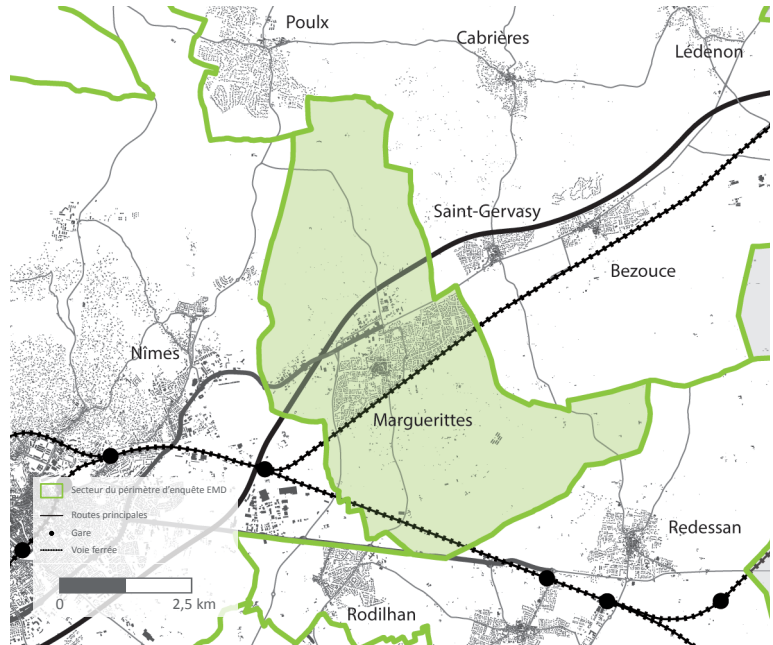 Poulx
Cabrières
Lédenon
Saint-Gervasy
Bezouce
Nîmes
Marguerittes
Secteur du périmètre d'enquête EMD
Routes principales
Gare
Voie ferrée
Redessan
0 2,5 km
Rodilhan